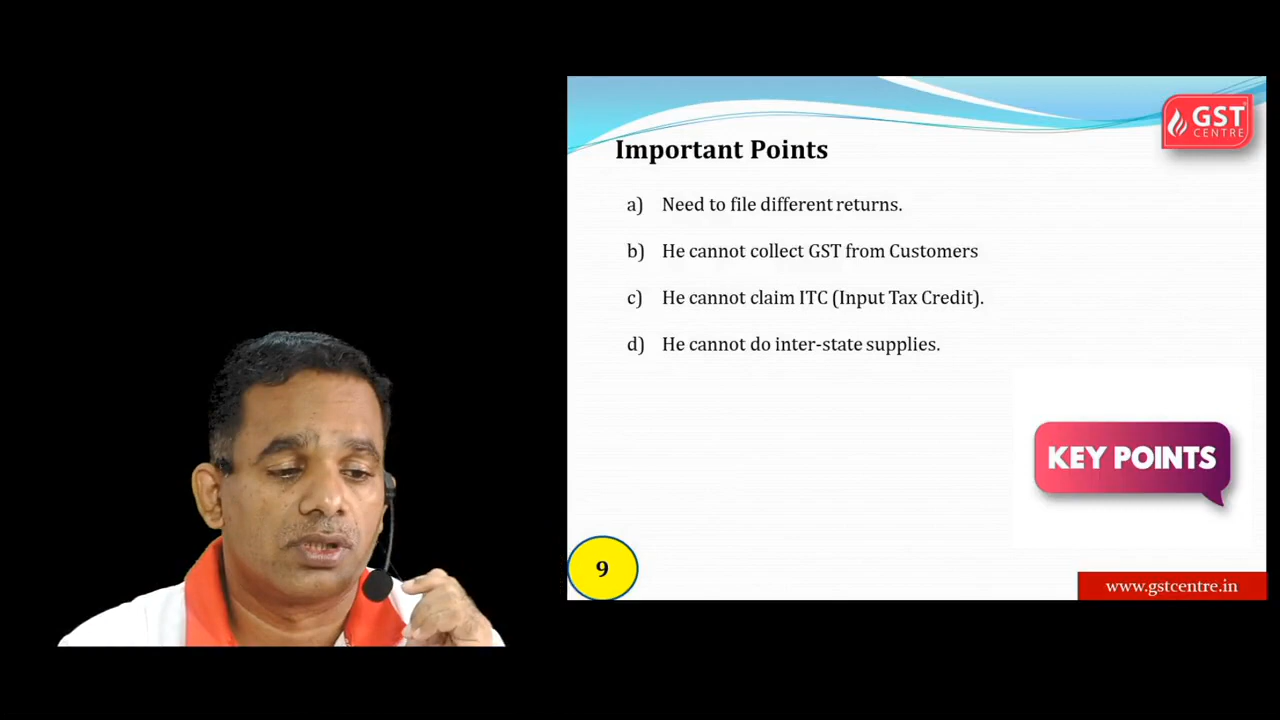 GST
CENTRE
Important Points
a) Need to file different returns.
b) He cannot collect GST from Customers
c) He cannot claim ITC (Input Tax Credit).
d) He cannot do inter-state supplies.
KEY POINTS
9
www.gstcentre.in